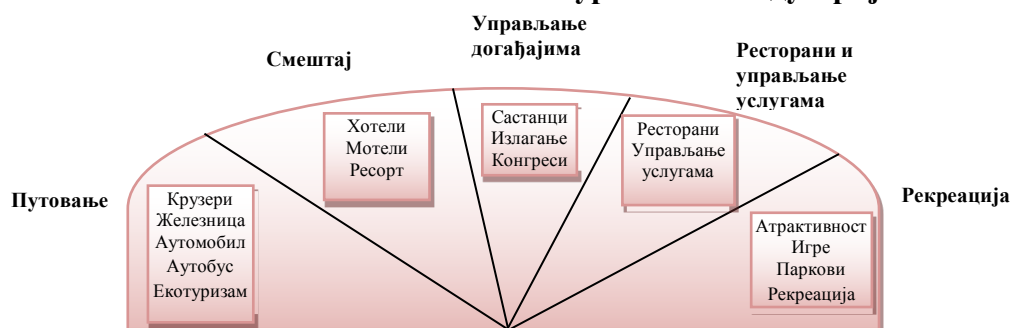 Управљање
догађајима
Смештај
Ресторани и
управљање
услугама
Путовање
Рекреација
Хотели
Мотели
Ресорт
Састанци
Излагање
Конгреси
Ресторани
Управљање
услугама
Крузери
Железница
Аутомобил
Аутобус
Екотуризам
Атрактивност
Игре
Паркови
Рекреација